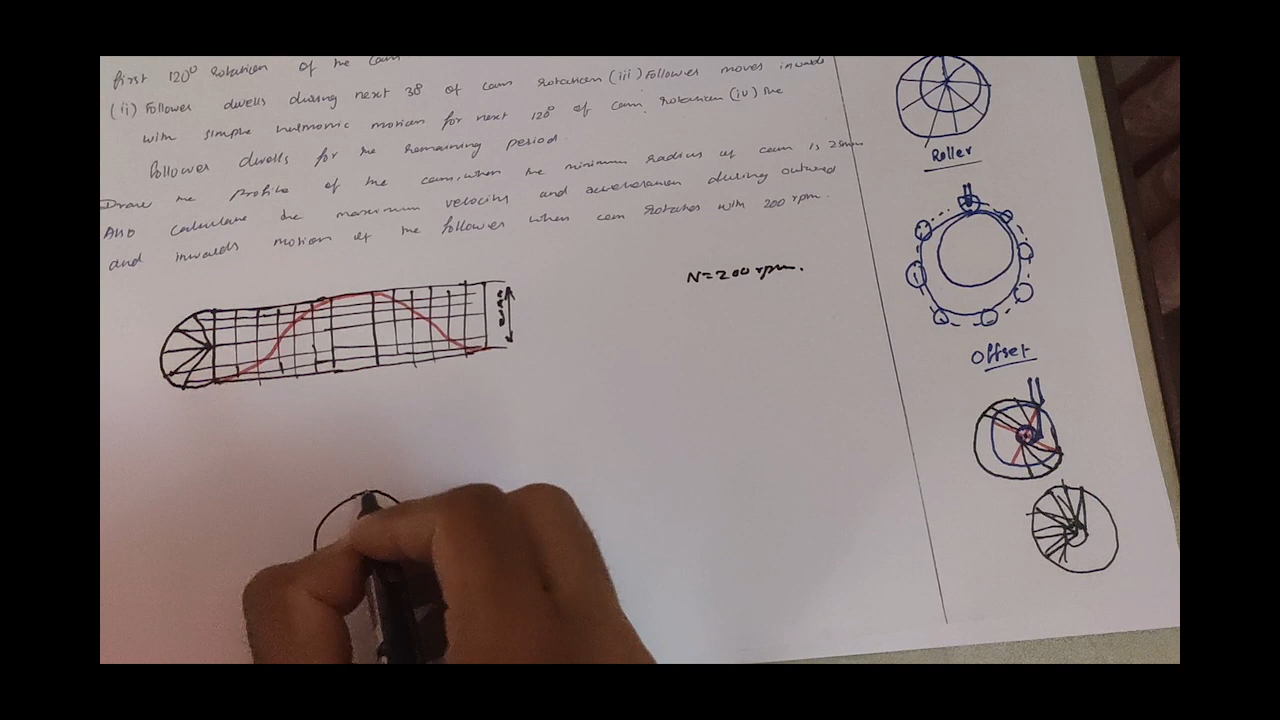 first 120° rotation of the cam
(ii) Follower dwells during next 30° of cam rotation (iii) Follower moves inwards
with simple hulmonic motion for next 120° of cam rotation (iv) The
follower dwells for the remaining period.
Draw the profile of the cam, when the minimum radius of cam is 25mm
Also calculate the maximum velocity and acceleration during outward
and inwards motion of the follower when cam rotates with 200 rpm.
N=200 rpm.
Roller
Offset